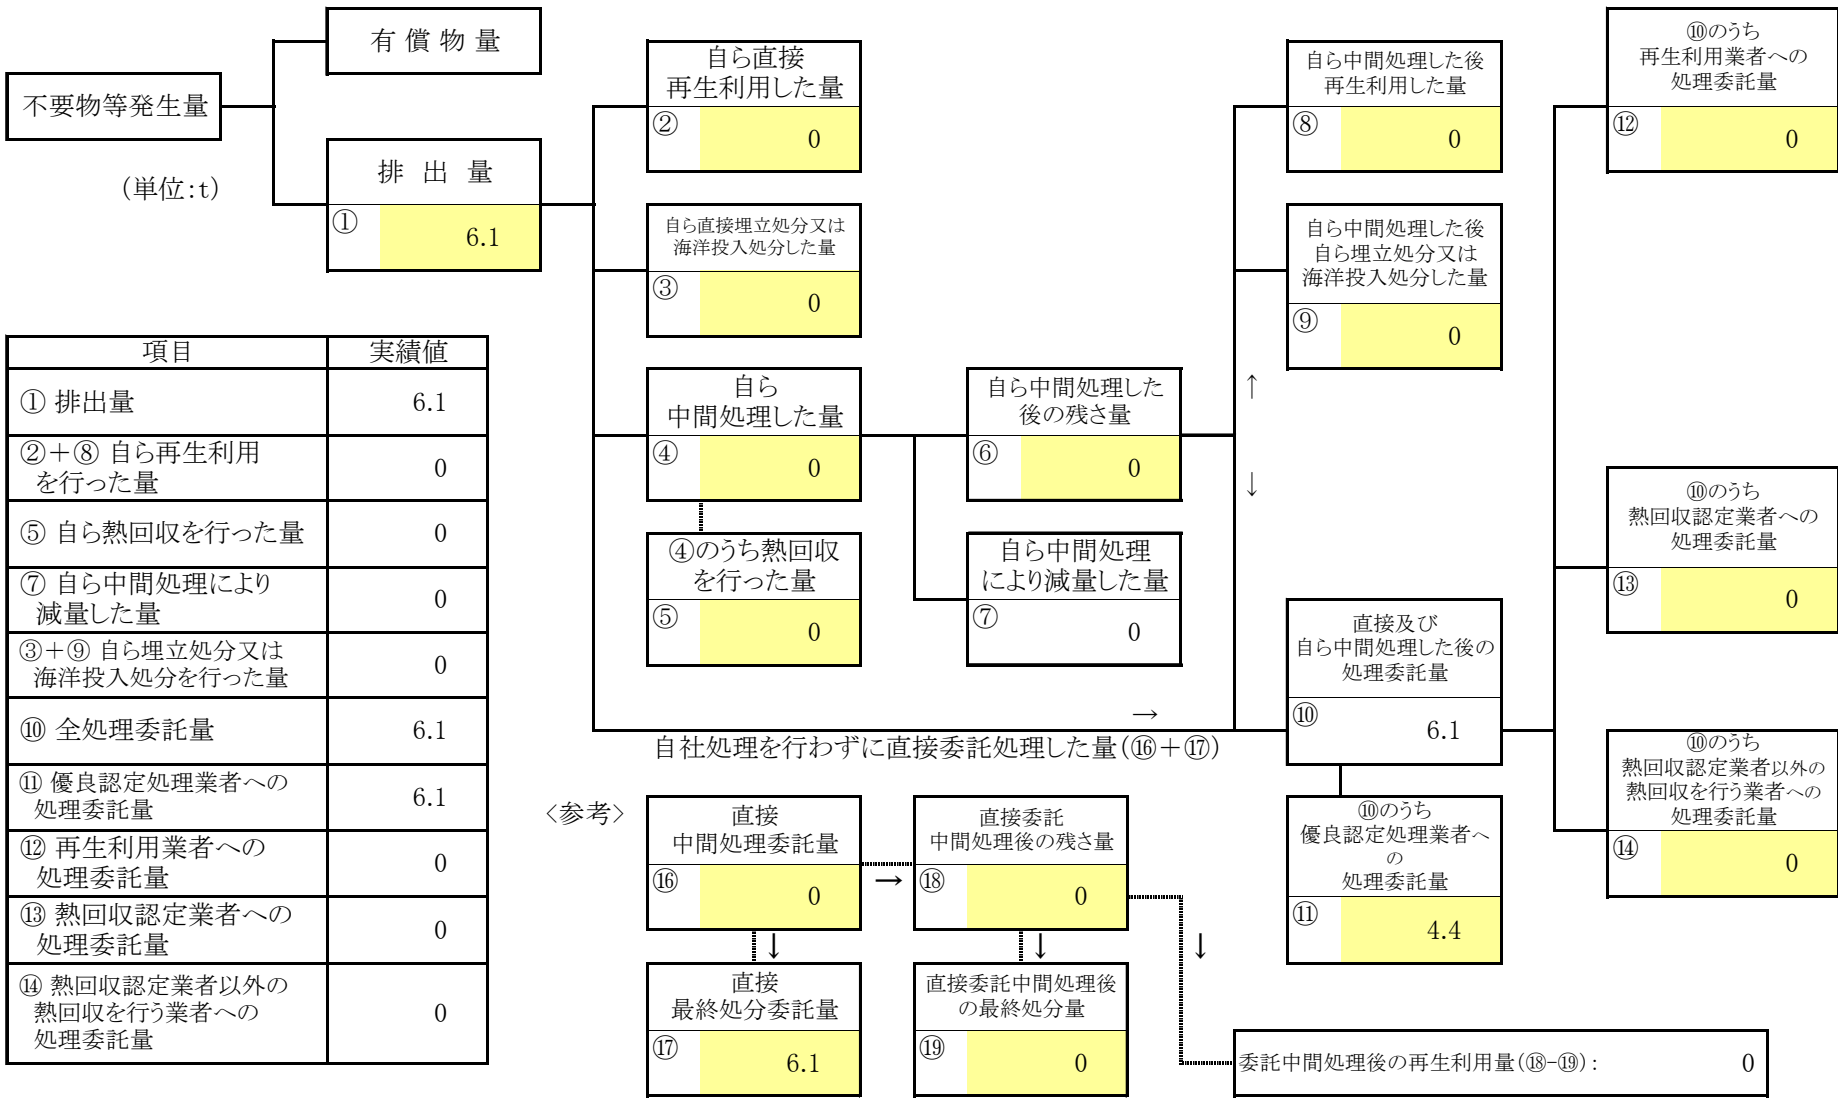 有 償 物 量
不要物等発生量
(単位:t)
排 出 量
①
6.1
自ら直接
再生利用した量
②
0
自ら直接埋立処分又は
海洋投入処分した量
③
0
自ら
中間処理した量
④
0
④のうち熱回収
を行った量
⑤
0
自ら中間処理した
後の残さ量
⑥
0
自ら中間処理
により減量した量
⑦
0
↑
↓
自ら中間処理した後
再生利用した量
⑧
0
自ら中間処理した後
自ら埋立処分又は
海洋投入処分した量
⑨
0
直接及び
自ら中間処理した後の
処理委託量
⑩
6.1
⑩のうち
優良認定処理業者へ
の
処理委託量
⑪
4.4
⑩のうち
再生利用業者への
処理委託量
⑫
0
⑩のうち
熱回収認定業者への
処理委託量
⑬
0
⑩のうち
熱回収認定業者以外の
熱回収を行う業者への
処理委託量
⑭
0
→
自社処理を行わずに直接委託処理した量(⑯+⑰)
〈参考〉
直接
中間処理委託量
⑯
0
→
直接委託
中間処理後の残さ量
⑱
0
↓
↓
↓
直接
最終処分委託量
⑰
6.1
直接委託中間処理後
の最終処分量
⑲
0
委託中間処理後の再生利用量(⑱-⑲): 0
項目 実績値
① 排出量 6.1
②+⑧ 自ら再生利用
を行った量 0
⑤ 自ら熱回収を行った量 0
⑦ 自ら中間処理により
減量した量 0
③+⑨ 自ら埋立処分又は
海洋投入処分を行った量 0
⑩ 全処理委託量 6.1
⑪ 優良認定処理業者への
処理委託量 6.1
⑫ 再生利用業者への
処理委託量 0
⑬ 熱回収認定業者への
処理委託量 0
⑭ 熱回収認定業者以外の
熱回収を行う業者への
処理委託量 0